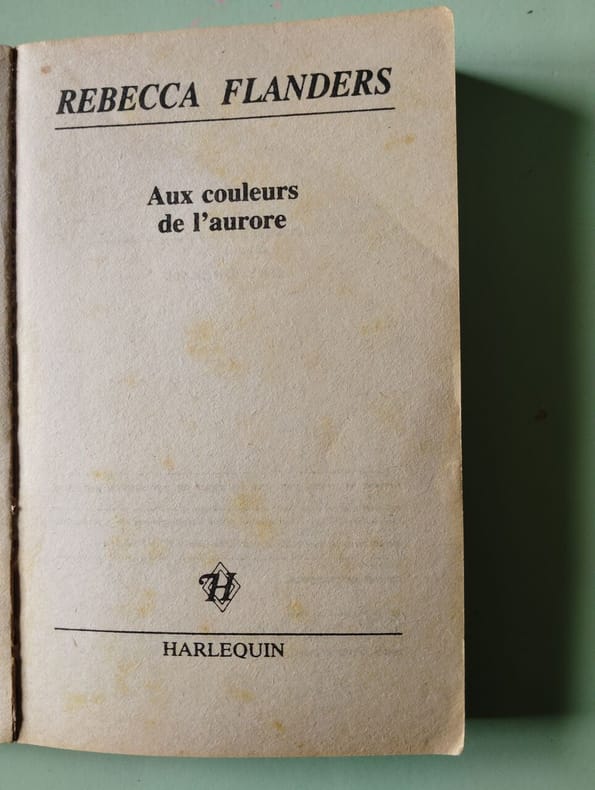 REBECCA FLANDERS
Aux couleurs
de l'aurore
H
HARLEQUIN